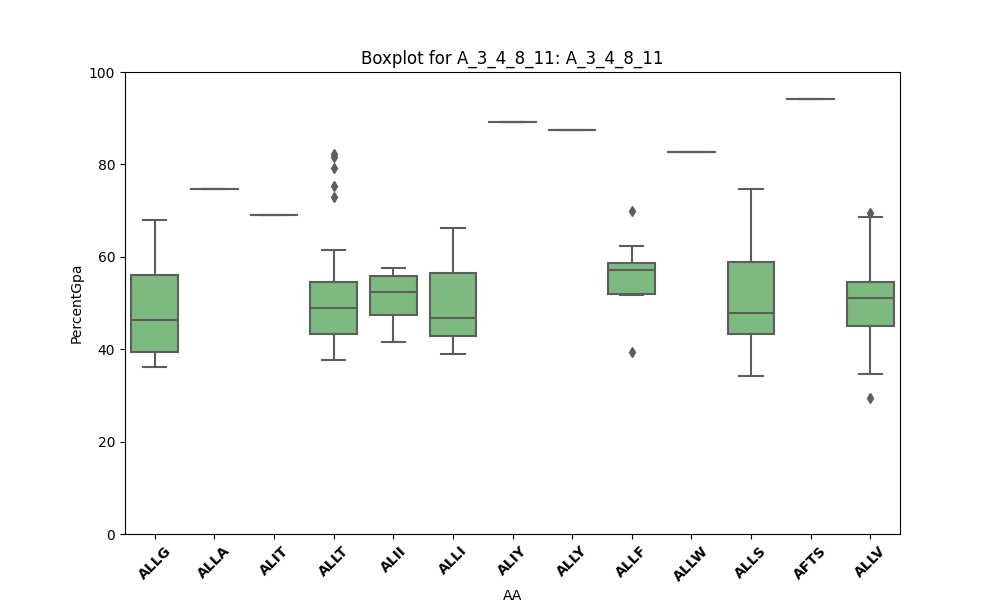 Boxplot for A_3_4_8_11: A_3_4_8_11
100
80
60
40
20
0
PercentGpa
ALLG
ALLA
ALIT
ALLT
ALII
ALLI
ALIY
ALLY
ALLF
ALLW
ALLS
AFTS
ALLV
AA